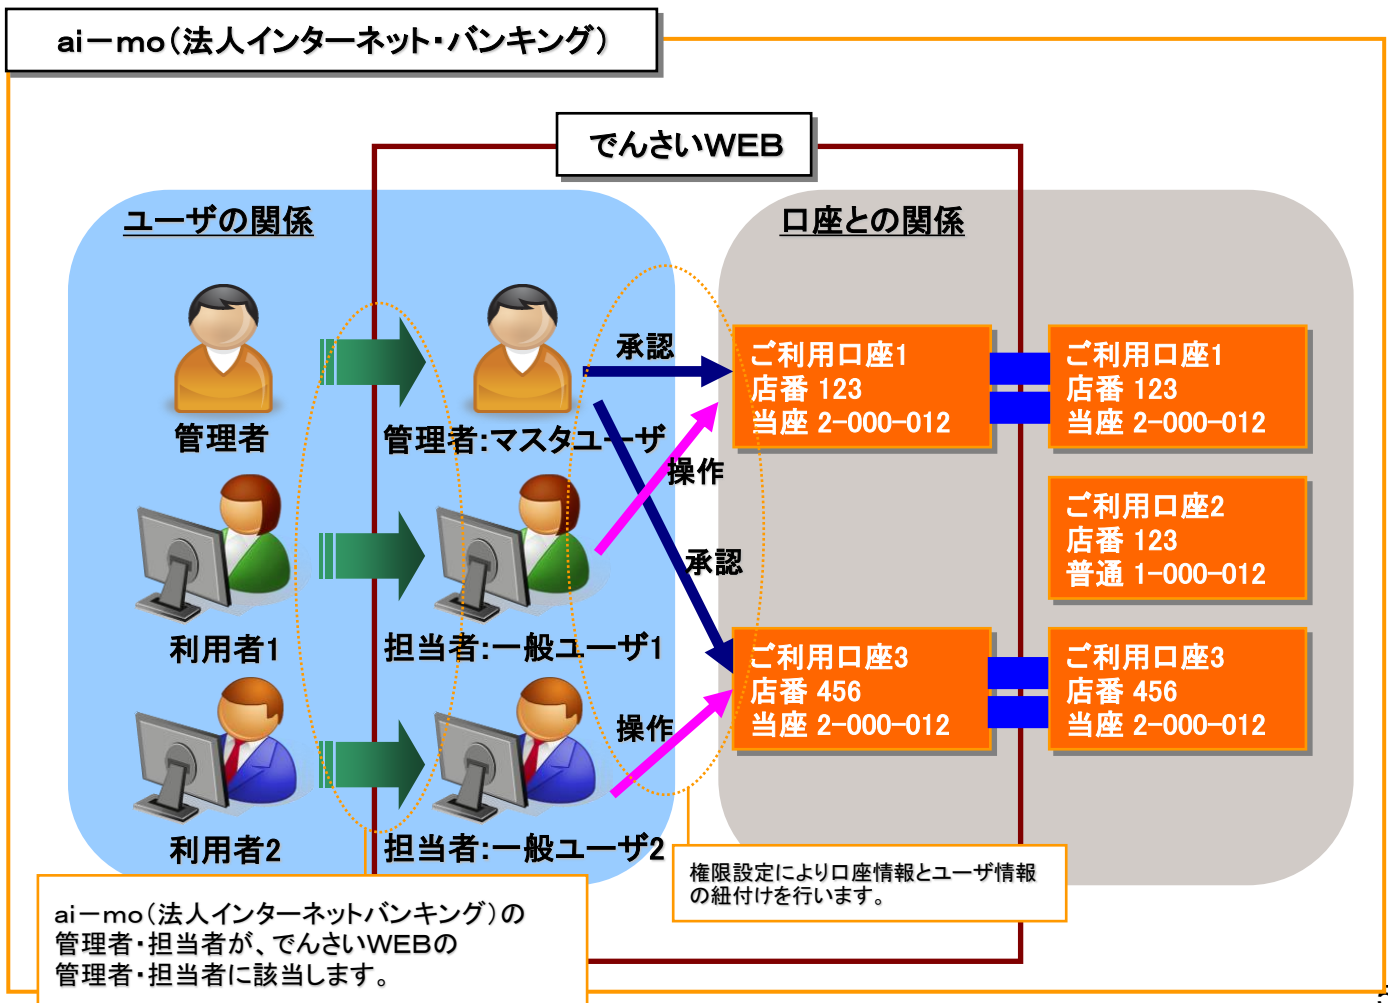 ai－mo（法人インターネット・バンキング）
でんさいWEB
ユーザの関係
口座との関係
管理者
管理者:マスタユーザ
利用者1
担当者:一般ユーザ1
利用者2
担当者:一般ユーザ2
承認
操作
承認
操作
ご利用口座1
店番 123
当座 2-000-012
ご利用口座3
店番 456
当座 2-000-012
ご利用口座1
店番 123
当座 2-000-012
ご利用口座2
店番 123
普通 1-000-012
ご利用口座3
店番 456
当座 2-000-012
権限設定により口座情報とユーザ情報
の紐付けを行います。
ai－mo（法人インターネットバンキング）の
管理者・担当者が、でんさいWEBの
管理者・担当者に該当します。